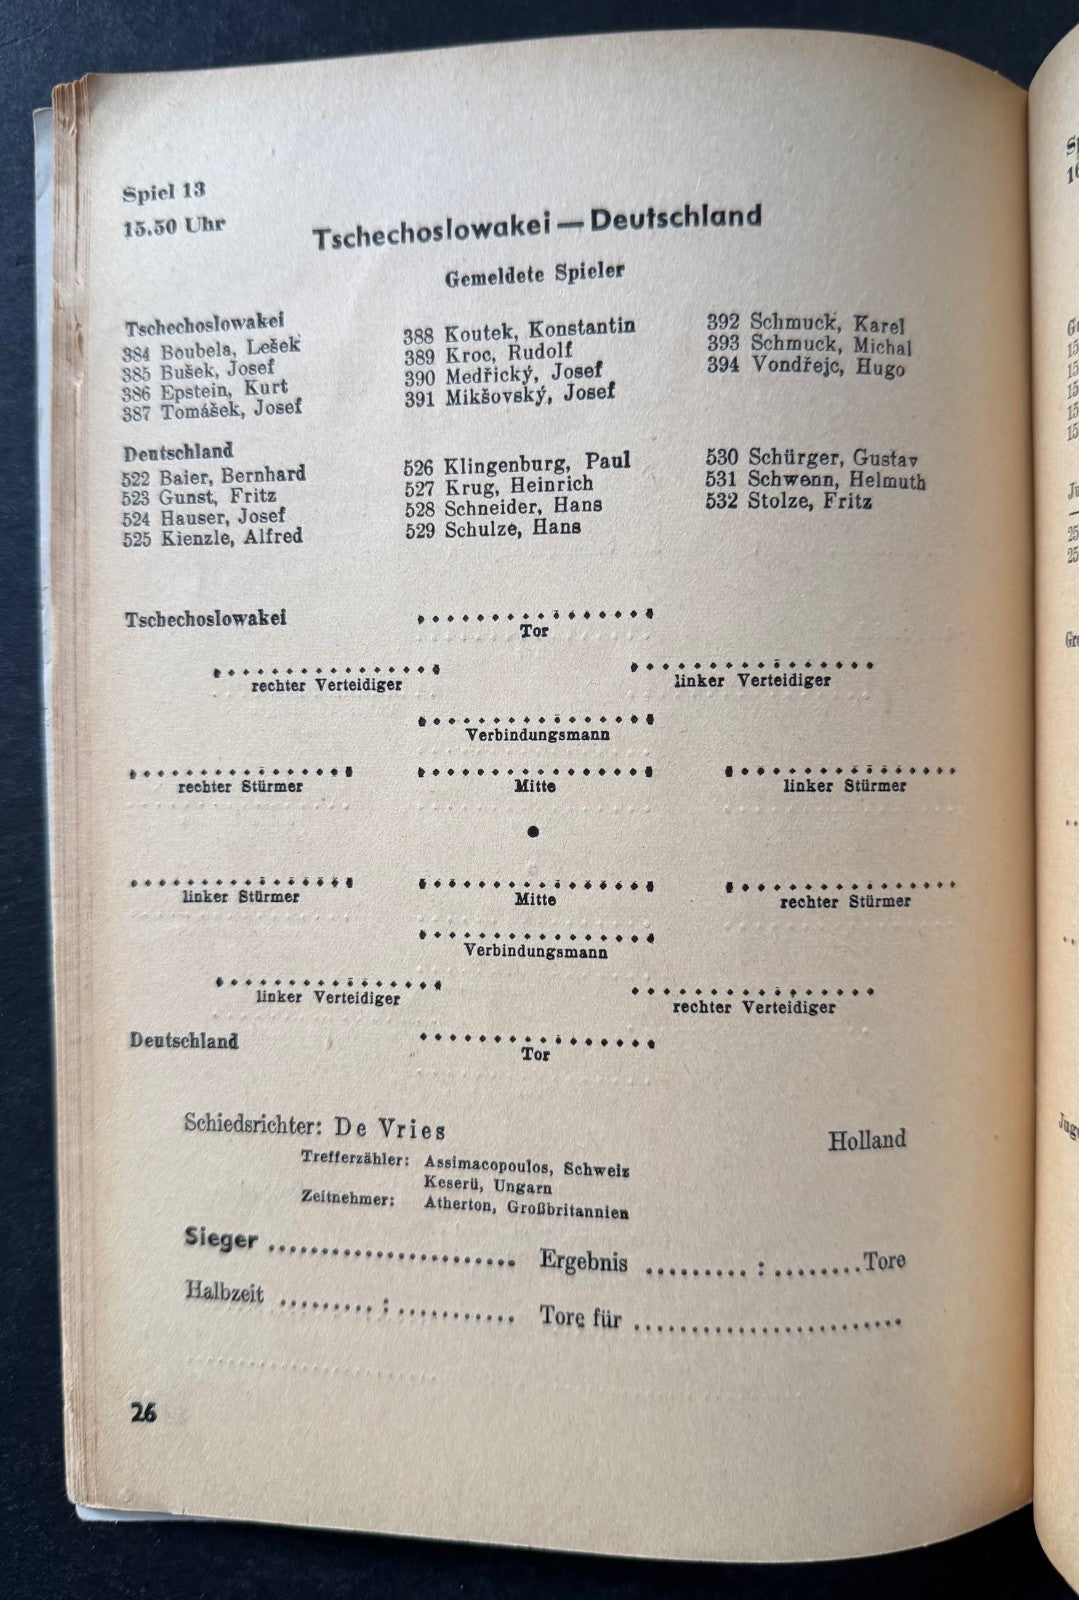 Spiel 13
15.50 Uhr
Tschechoslowakei — Deutschland
Gemeldete Spieler
Tschechoslowakei
384 Boubela, Lešek
385 Bušek, Josef
386 Epstein, Kurt
387 Tomášek, Josef
388 Koutek, Konstantin
389 Kroc, Rudolf
390 Medřický, Josef
391 Mikšovský, Josef
392 Schmuck, Karel
393 Schmuck, Michal
394 Vondřejc, Hugo
Deutschland
522 Baier, Bernhard
523 Gunst, Fritz
524 Hauser, Josef
525 Kienzle, Alfred
526 Klingenburg, Paul
527 Krug, Heinrich
528 Schneider, Hans
529 Schulze, Hans
530 Schürger, Gustav
531 Schwenn, Helmuth
532 Stolze, Fritz
Tschechoslowakei
Tor
rechter Verteidiger
linker Verteidiger
Verbindungsmann
rechter Stürmer
Mitte
linker Stürmer
linker Stürmer
Mitte
rechter Stürmer
Verbindungsmann
linker Verteidiger
rechter Verteidiger
Deutschland
Tor
Schiedsrichter: De Vries Holland
Trefferzähler: Assimacopoulos, Schweiz
Keserü, Ungarn
Zeitnehmer: Atherton, Großbritannien
Sieger ........................ Ergebnis ......... : ........ Tore
Halbzeit ......... : ........... Tore für ........................
26